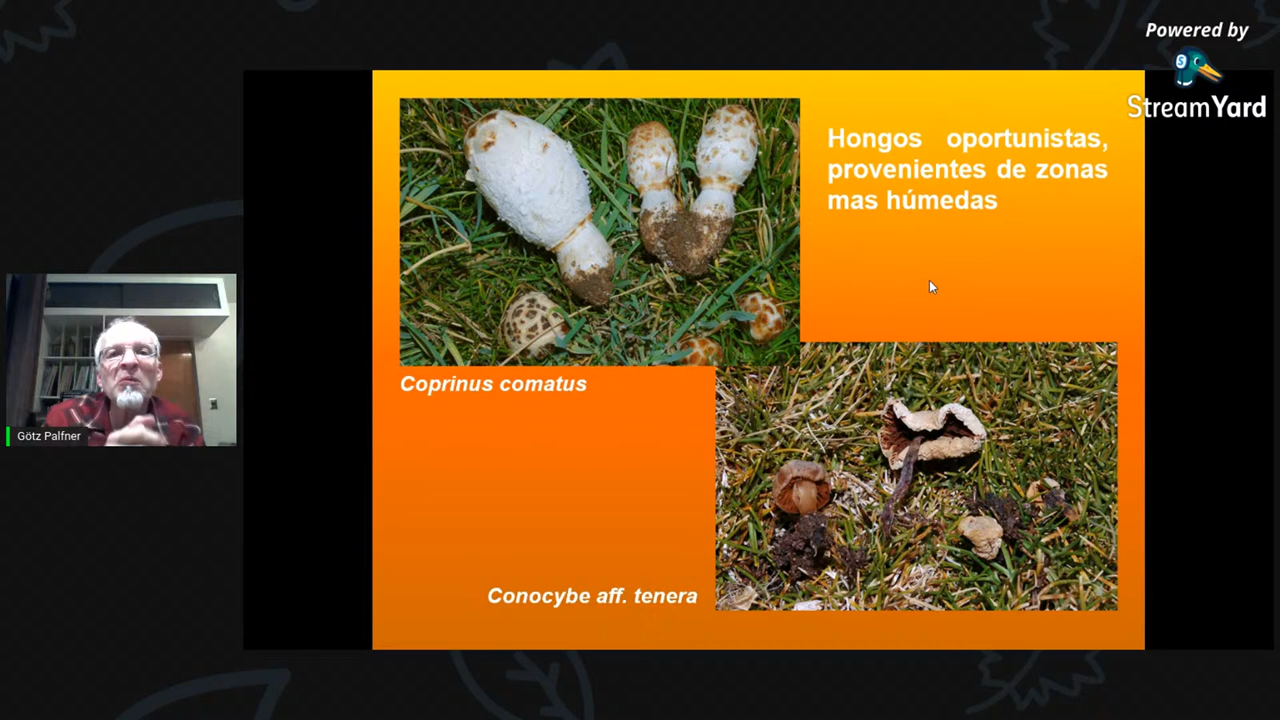 Powered by
StreamYard
Hongos oportunistas,
provenientes de zonas
mas húmedas
Coprinus comatus
Götz Palfner
Conocybe aff. tenera